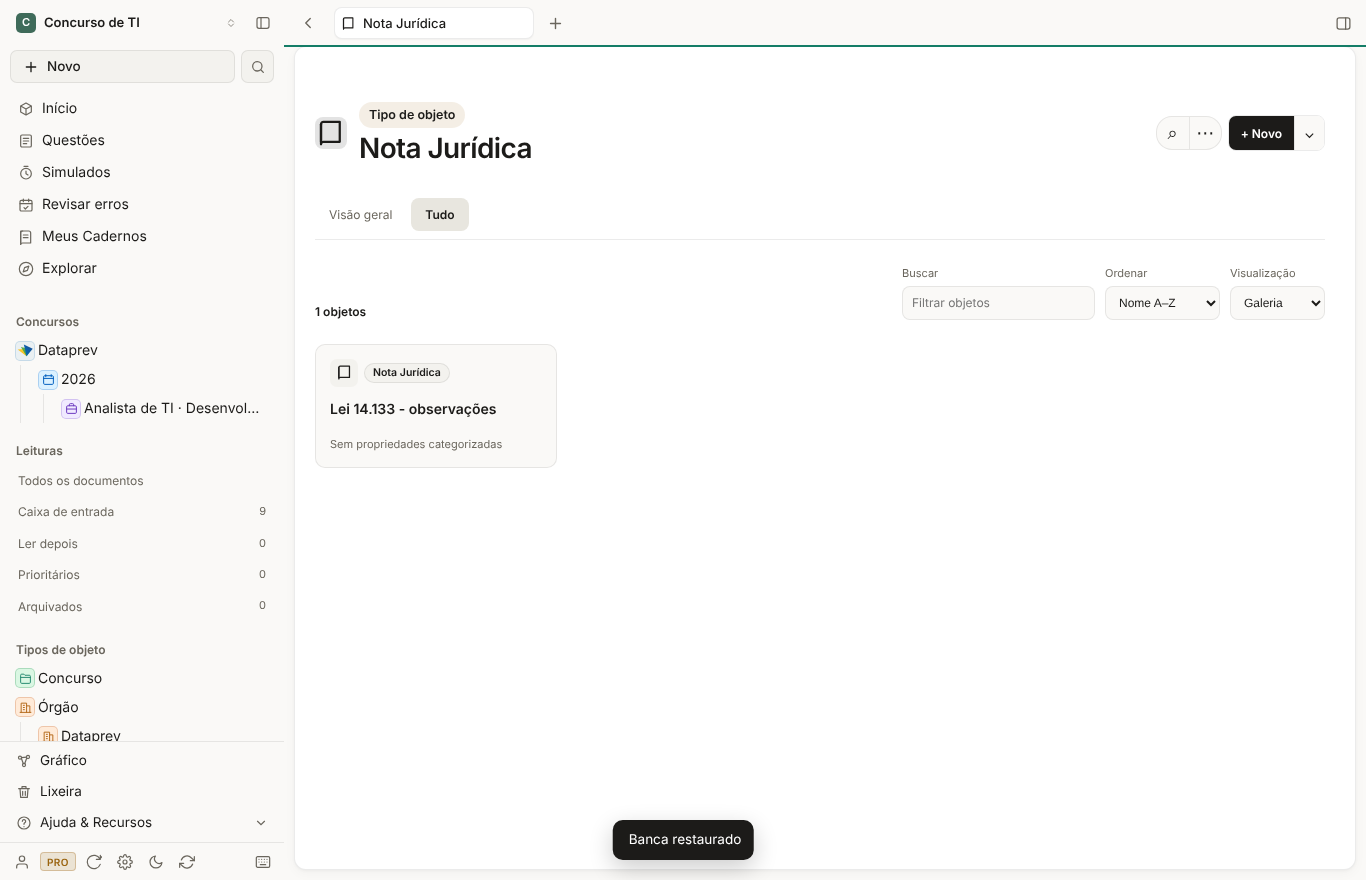 C Concurso de TI
Novo
Início
Questões
Simulados
Revisar erros
Meus Cadernos
Explorar
Concursos
Dataprev
2026
Analista de TI · Desenvol...
Leituras
Todos os documentos
Caixa de entrada 9
Ler depois 0
Prioritários 0
Arquivados 0
Tipos de objeto
Concurso
Órgão
Dataprev
Gráfico
Lixeira
Ajuda & Recursos
PRO
Nota Jurídica
Tipo de objeto
Nota Jurídica
+ Novo
Visão geral
Tudo
Buscar
Ordenar
Visualização
1 objetos
Filtrar objetos
Nome A–Z
Galeria
Nota Jurídica
Lei 14.133 - observações
Sem propriedades categorizadas
Banca restaurado